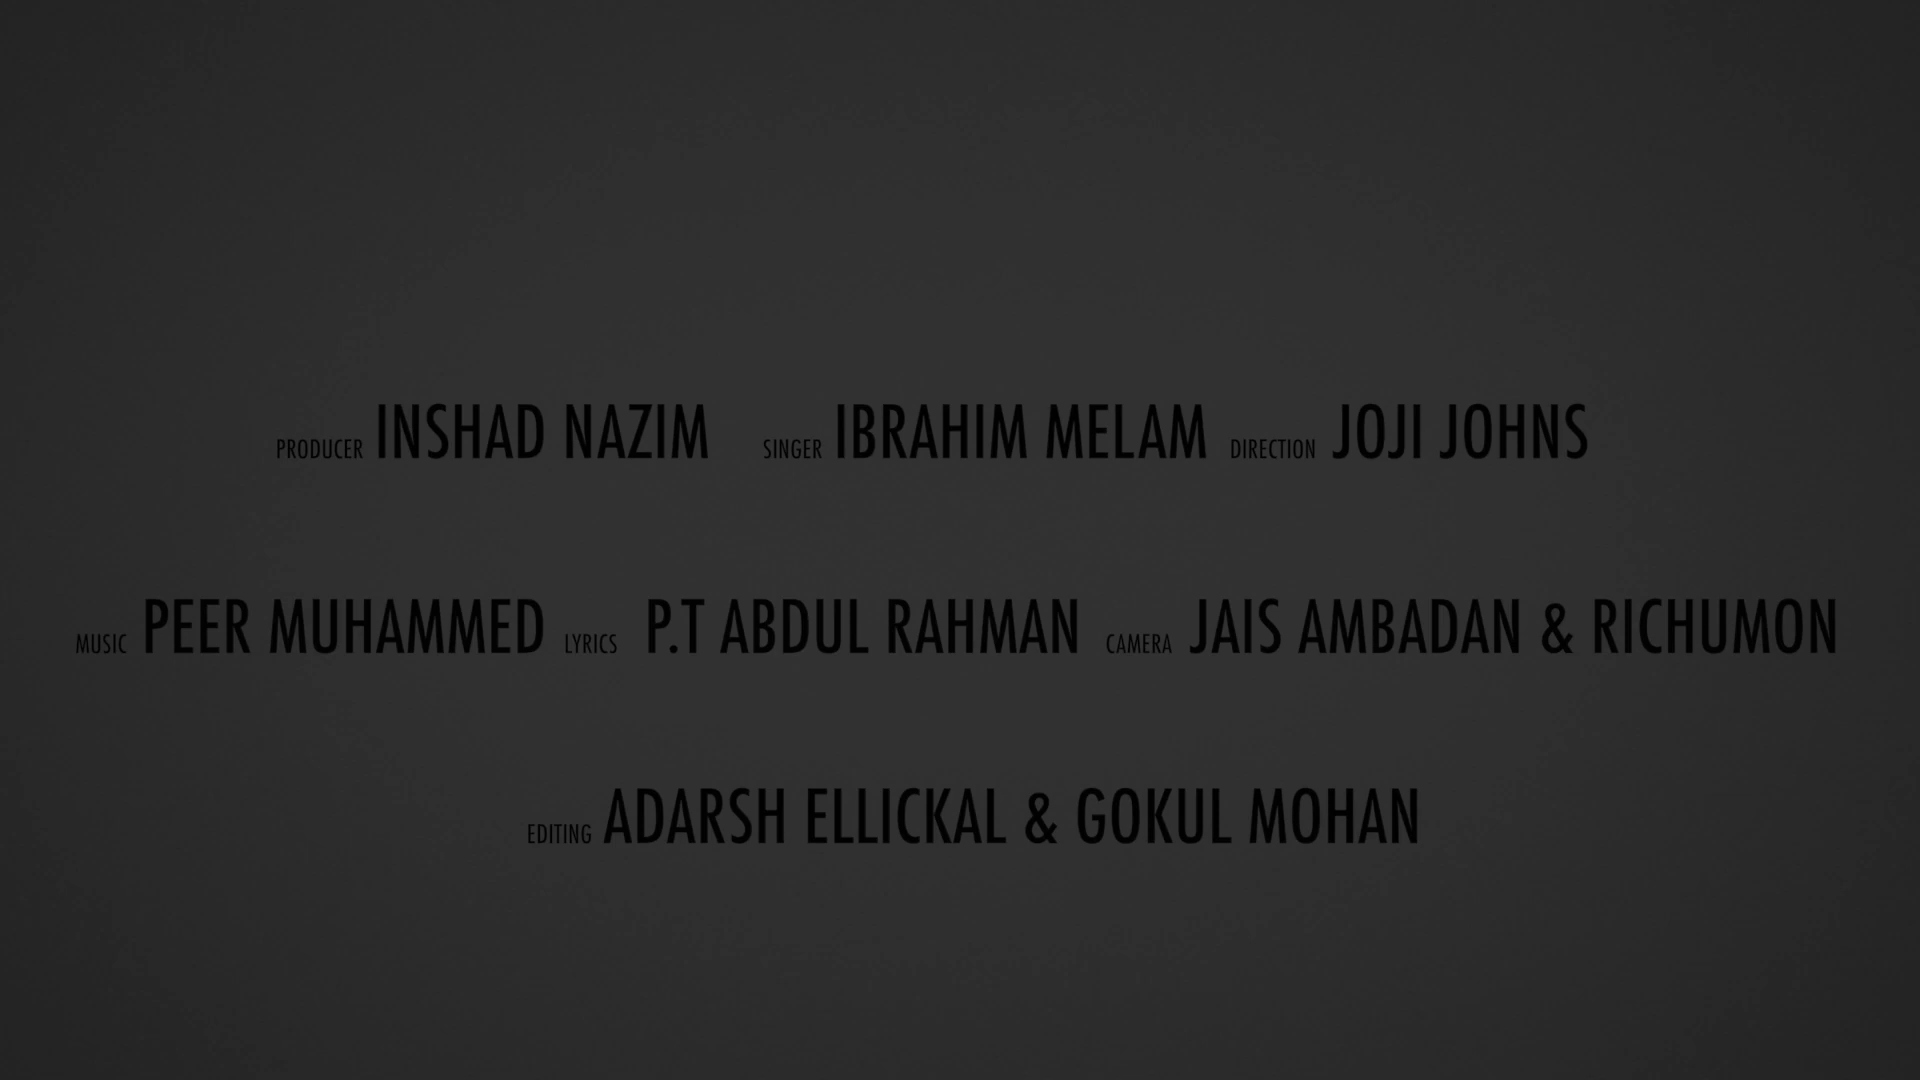 PRODUCER INSHAD NAZIM SINGER IBRAHIM MELAM DIRECTION JOJI JOHNS
MUSIC PEER MUHAMMED LYRICS P.T ABDUL RAHMAN CAMERA JAIS AMBADAN & RICHUMON
EDITING ADARSH ELLICKAL & GOKUL MOHAN